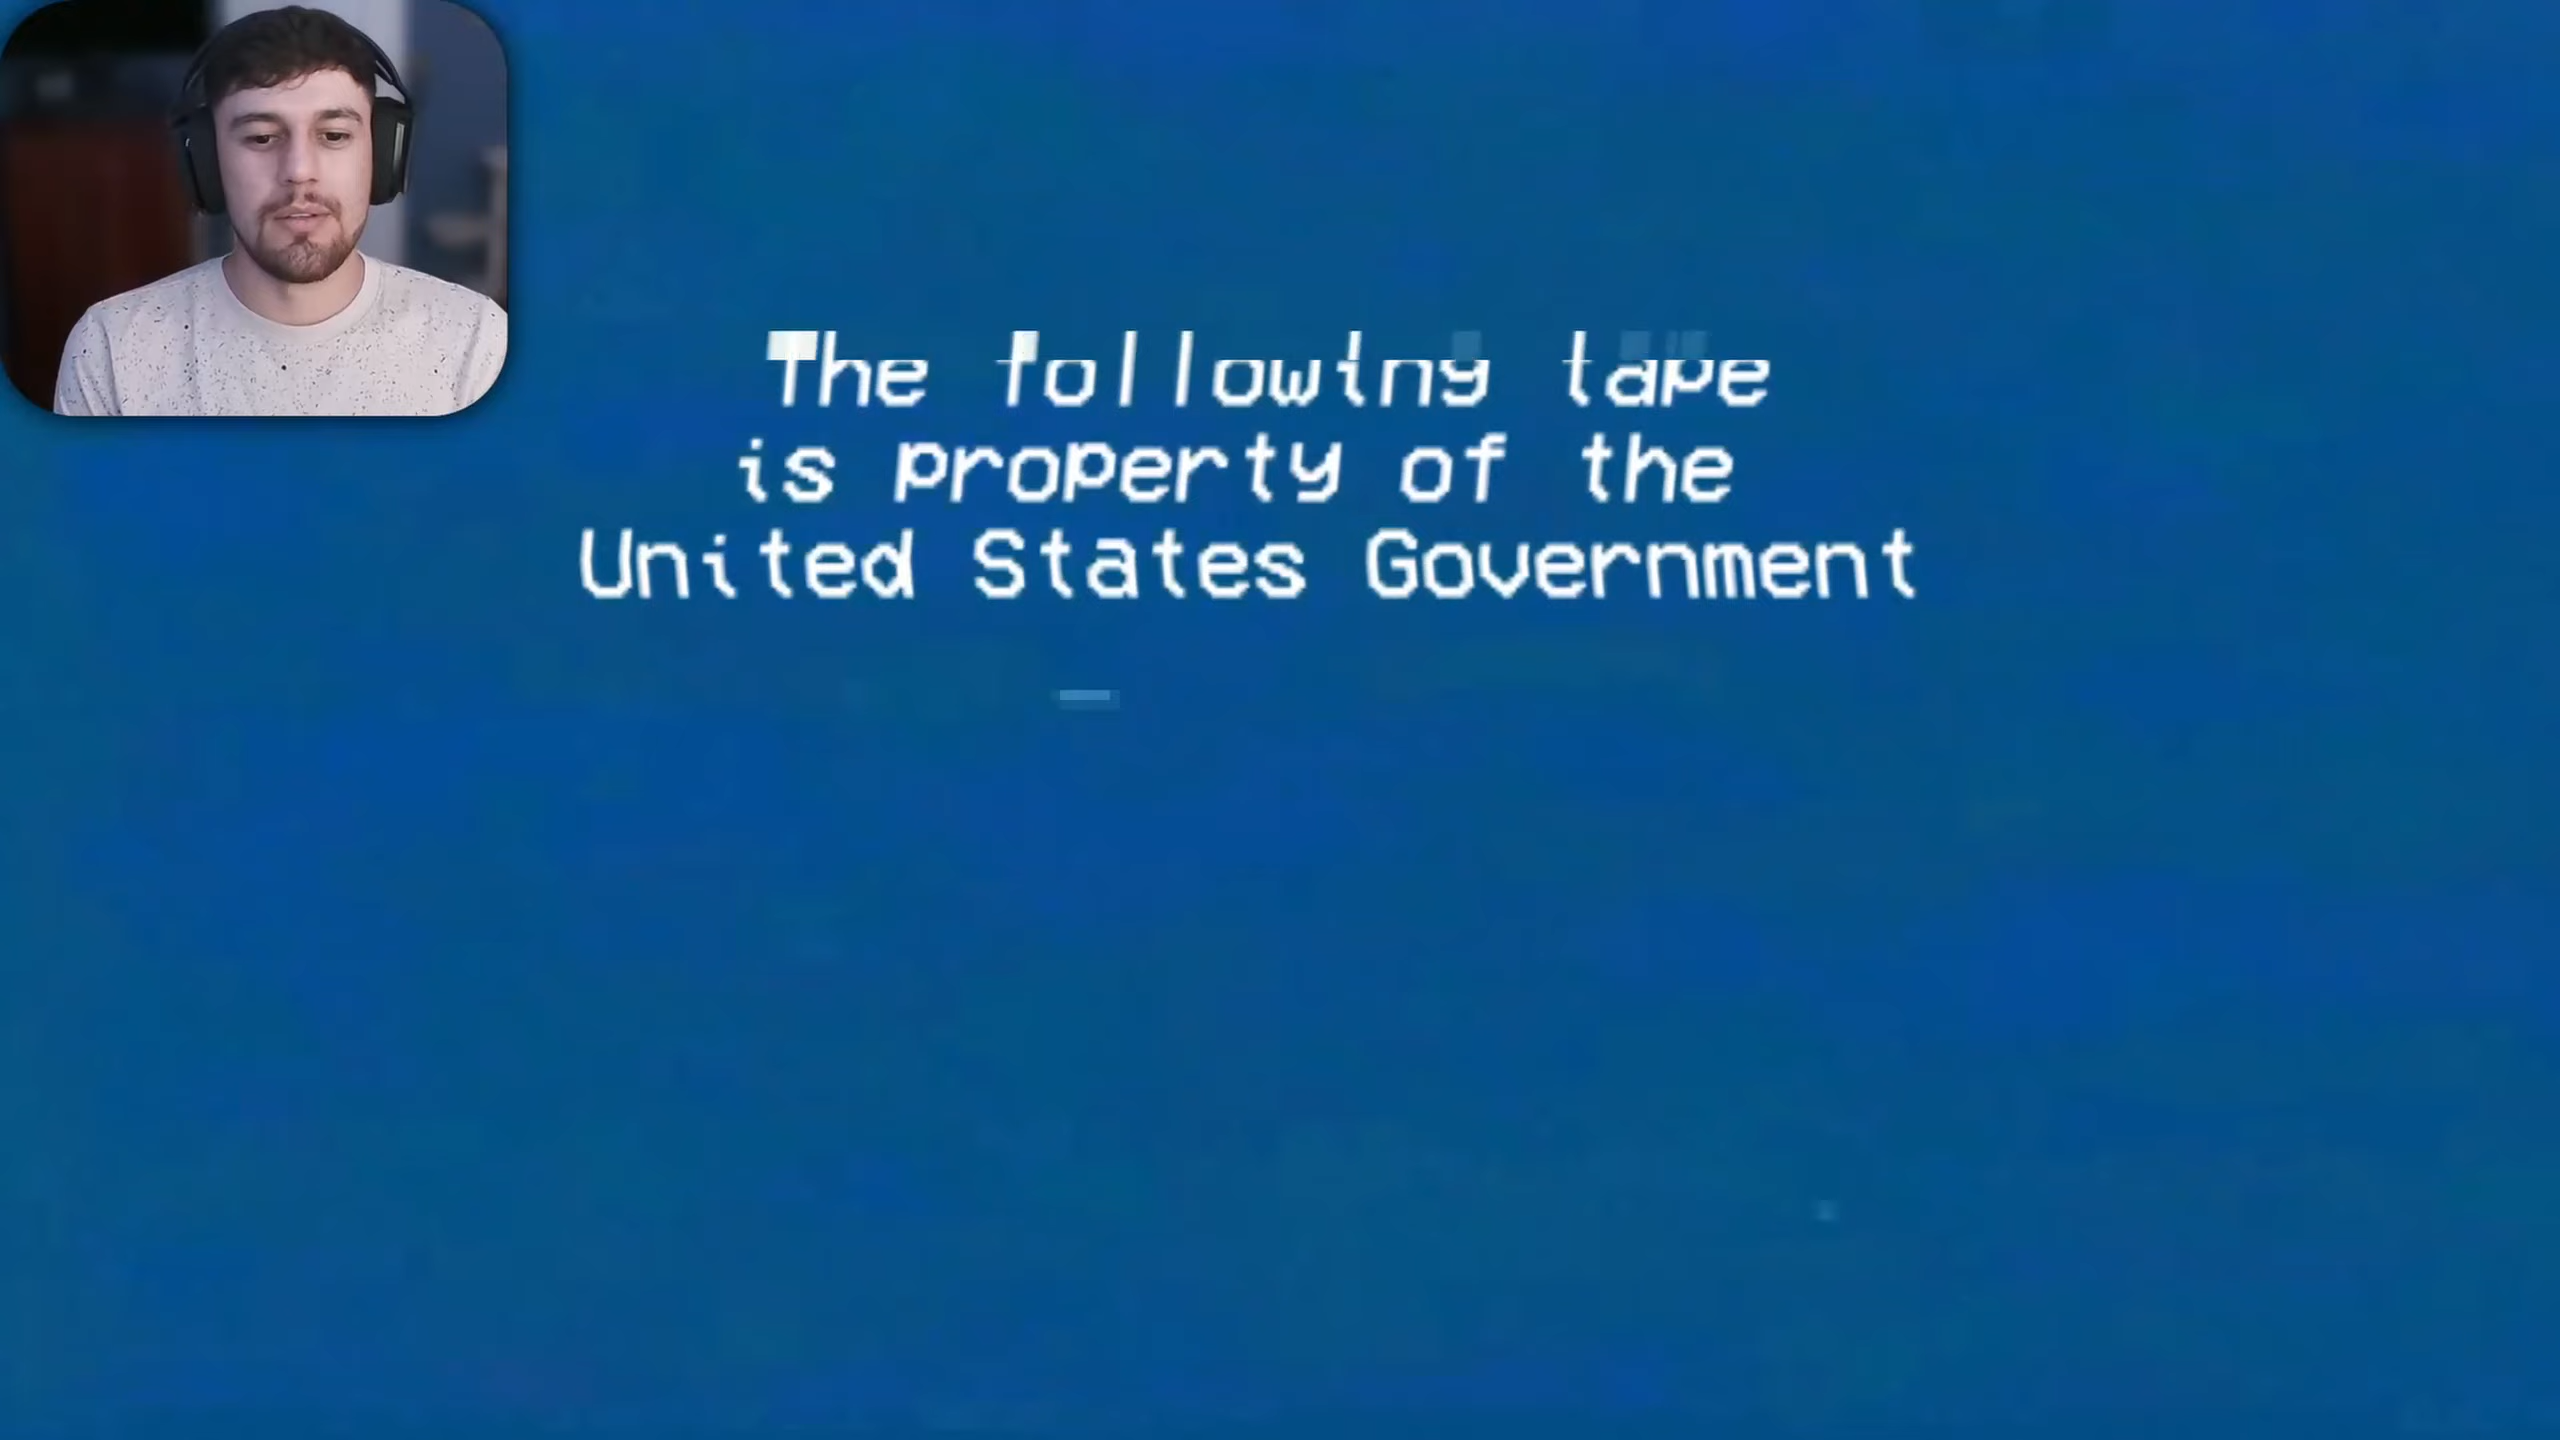 The following tape
is property of the
United States Government